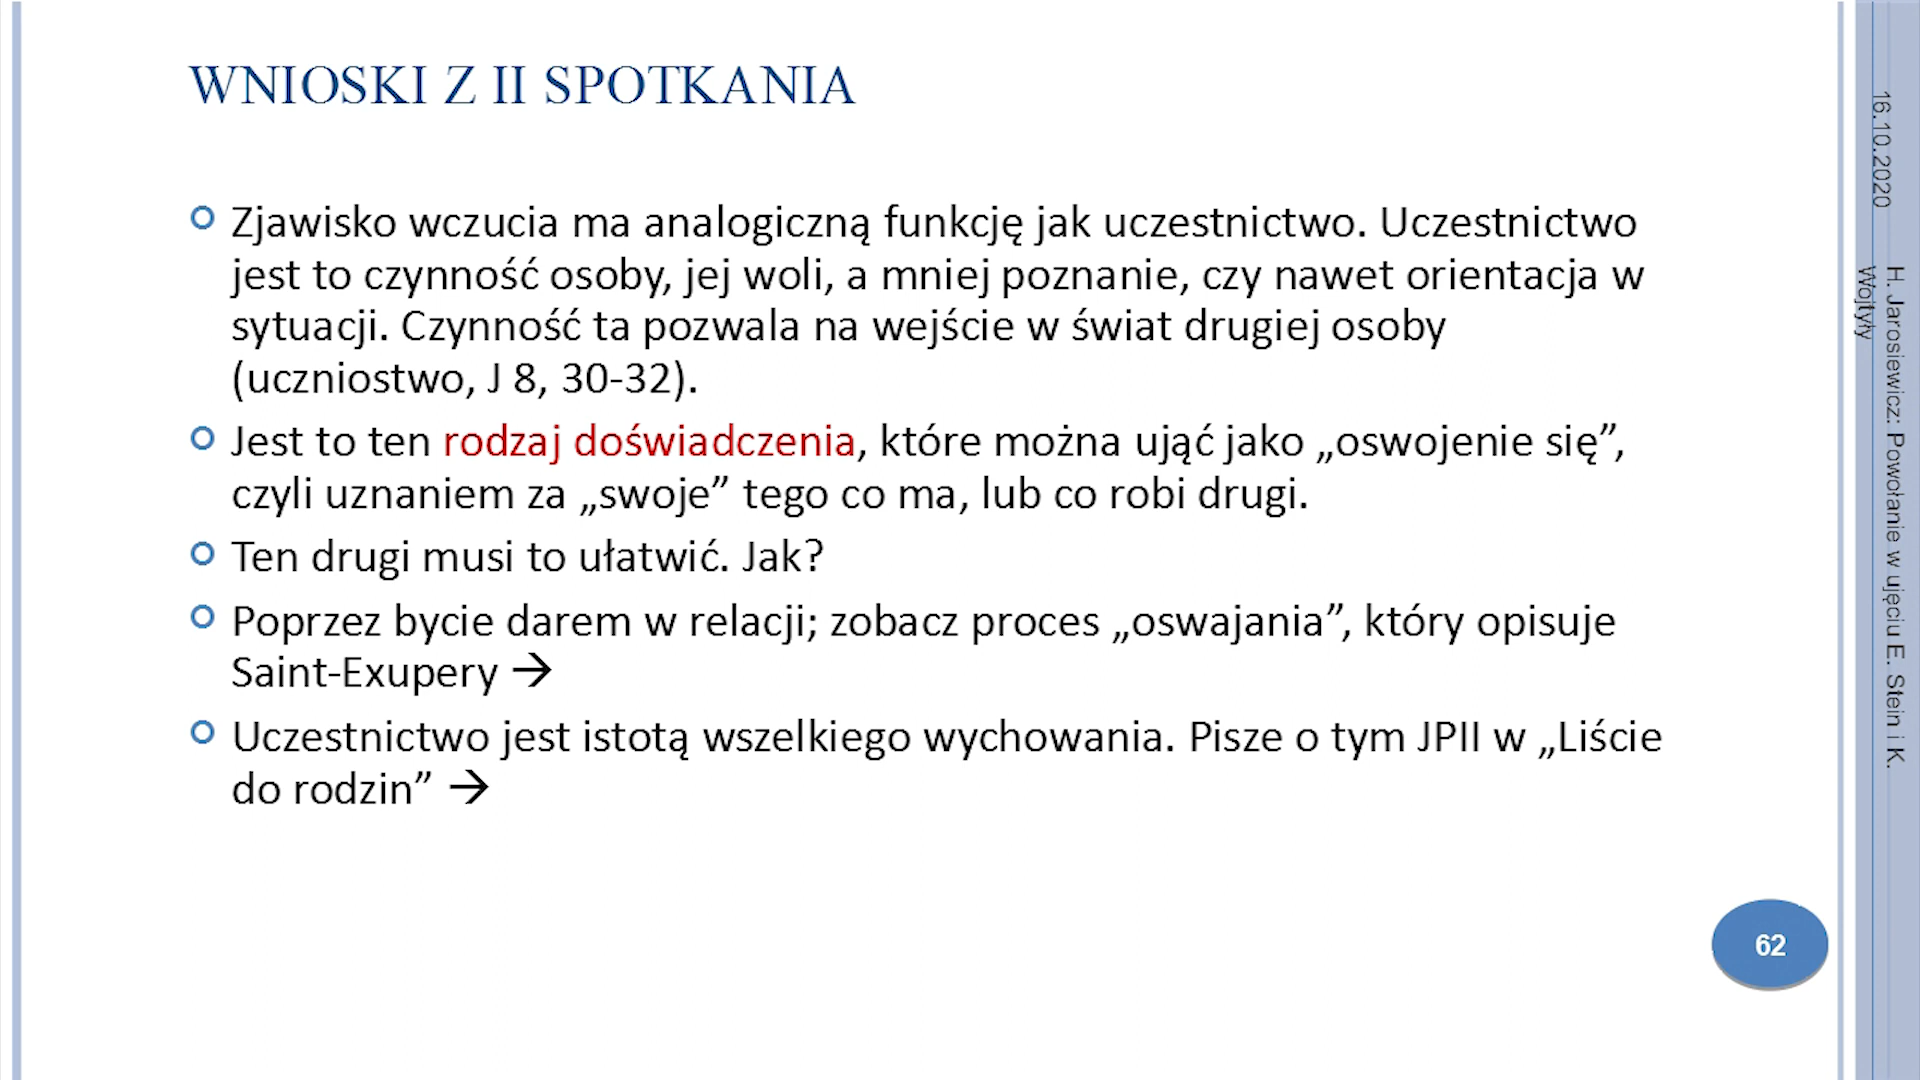 WNIOSKI Z II SPOTKANIA
Zjawisko wczucia ma analogiczną funkcję jak uczestnictwo. Uczestnictwo
jest to czynność osoby, jej woli, a mniej poznanie, czy nawet orientacja w
sytuacji. Czynność ta pozwala na wejście w świat drugiej osoby
(uczniostwo, J 8, 30-32).
Jest to ten rodzaj doświadczenia, które można ująć jako „oswojenie się”,
czyli uznaniem za „swoje” tego co ma, lub co robi drugi.
Ten drugi musi to ułatwić. Jak?
Poprzez bycie darem w relacji; zobacz proces „oswajania”, który opisuje
Saint-Exupery →
Uczestnictwo jest istotą wszelkiego wychowania. Pisze o tym JPII w „Liście
do rodzin” →
62
16.10.2020
H. Jarosiewicz: Powołanie w ujęciu E. Stein i K.
Wojtyły